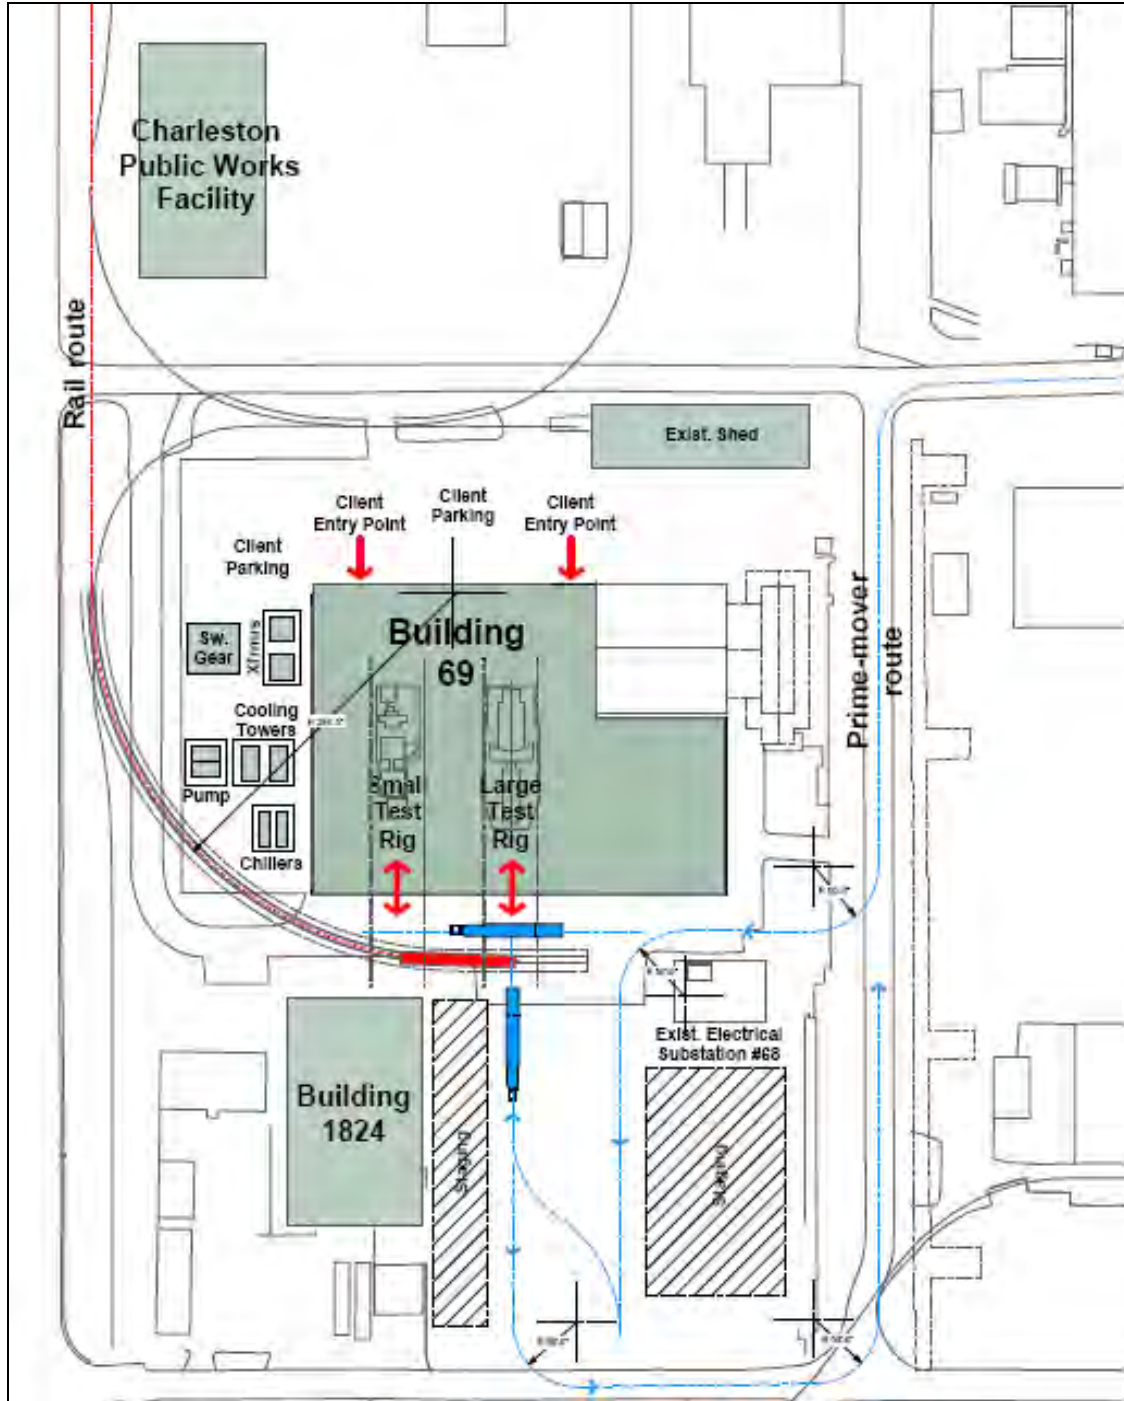 Charleston
Public Works
Facility
Rail route
Exist. Shed
Client
Entry Point
Client
Parking
Client
Entry Point
Client
Parking
Building
69
Sw.
Gear
Xfmrs
Cooling
Towers
Pump
Chillers
Small
Test
Rig
Large
Test
Rig
Prime-mover
route
Exist. Electrical
Substation #68
Building
1824
Staging
Staging